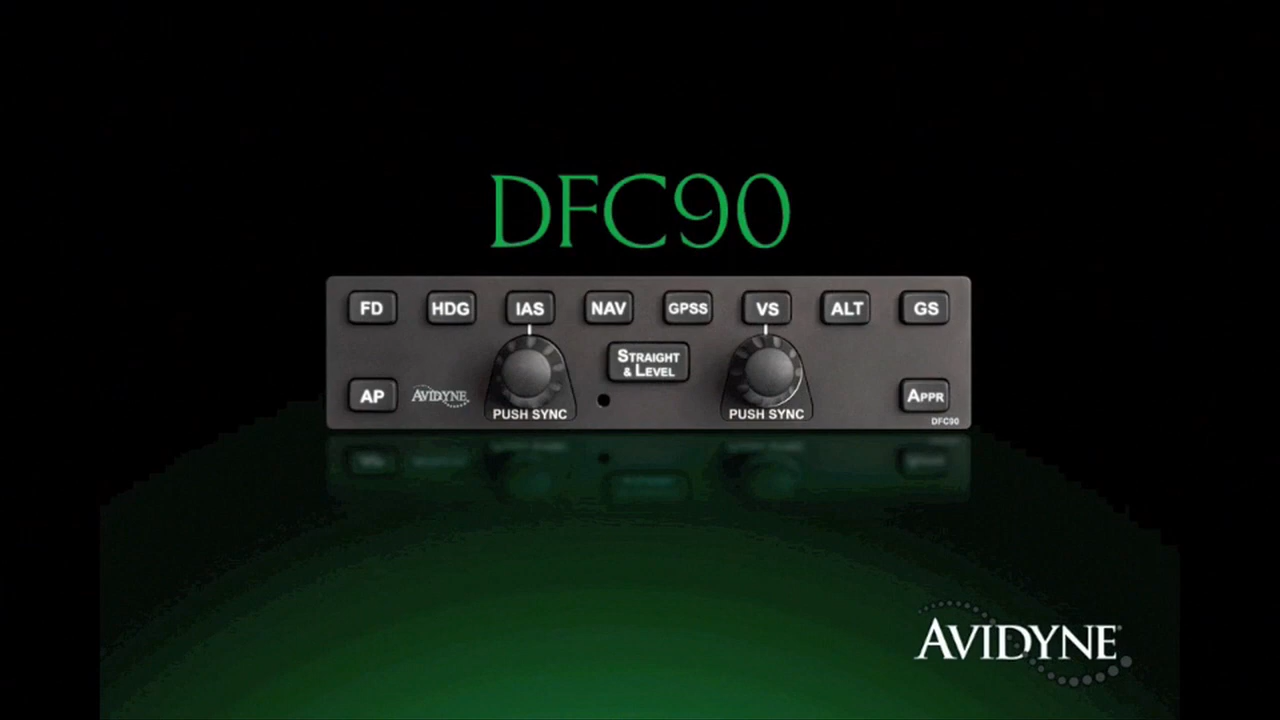 DFC90
FD HDG IAS NAV GPSS VS ALT GS
STRAIGHT
& LEVEL
AP AVIDYNE PUSH SYNC PUSH SYNC APPR
DFC90
AVIDYNE